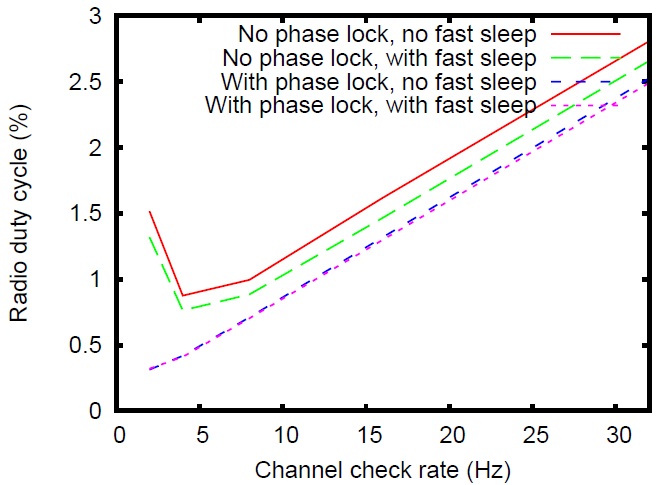 3
No phase lock, no fast sleep
No phase lock, with fast sleep
2.5
With phase lock, no fast sleep
With phase lock, with fast sleep
Radio duty cycle (%)
2
1.5
1
0.5
0
0 5 10 15 20 25 30
Channel check rate (Hz)